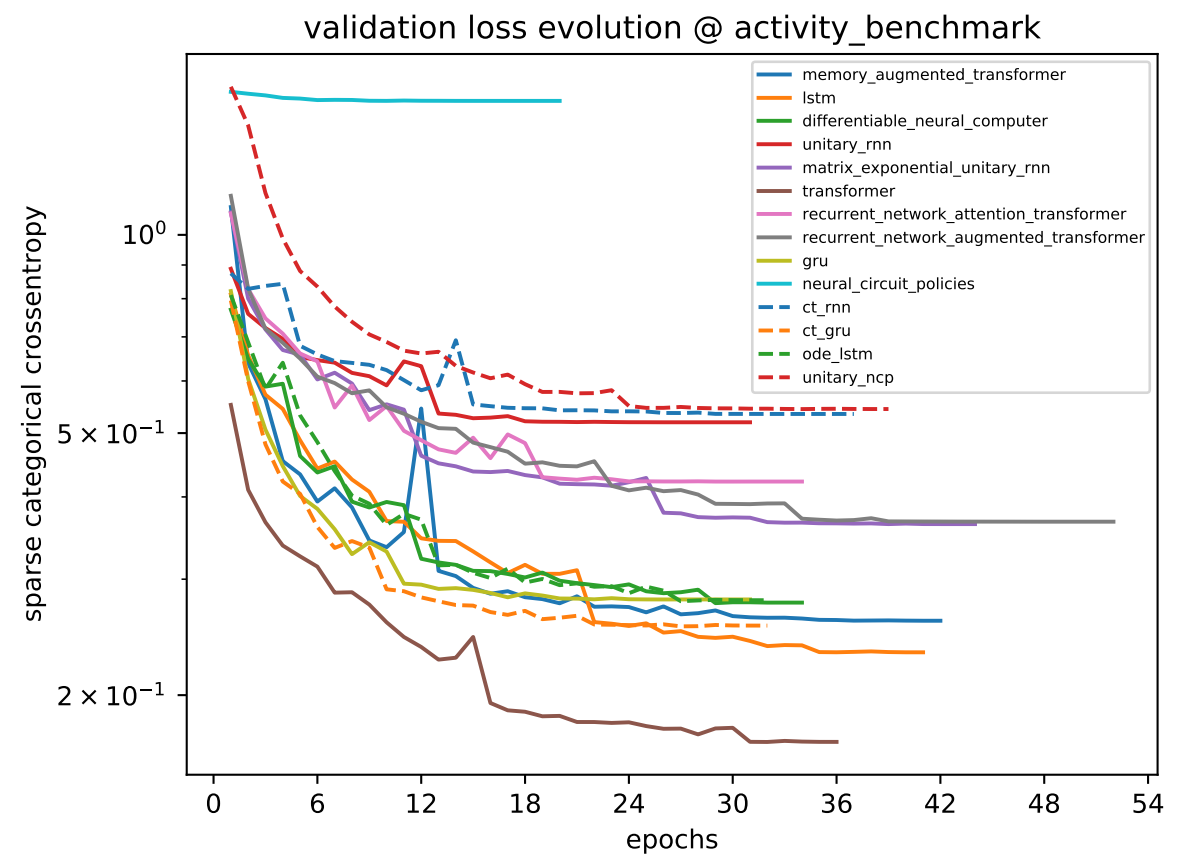 validation loss evolution @ activity_benchmark
sparse categorical crossentropy
10⁰
5 × 10⁻¹
2 × 10⁻¹
memory_augmented_transformer
lstm
differentiable_neural_computer
unitary_rnn
matrix_exponential_unitary_rnn
transformer
recurrent_network_attention_transformer
recurrent_network_augmented_transformer
gru
neural_circuit_policies
ct_rnn
ct_gru
ode_lstm
unitary_ncp
0 6 12 18 24 30 36 42 48 54
epochs